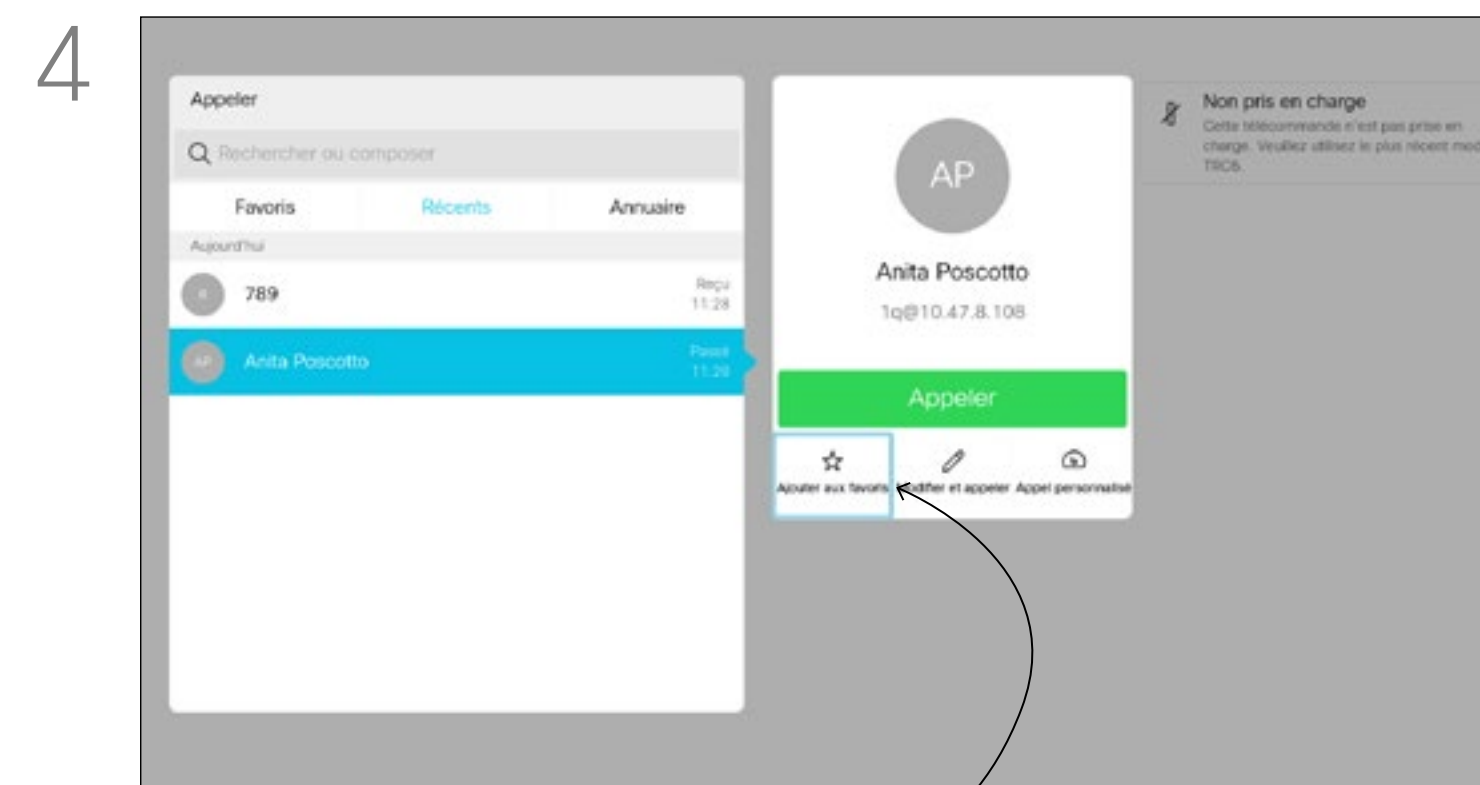 4
Appeler
Rechercher ou composer
Favoris Récents Annuaire
Aujourd'hui
789 Reçu
11:28
AP Anita Poscotto Passé
11:28
AP
Anita Poscotto
1q@10.47.8.108
Appeler
Ajouter aux favoris Modifier et appeler Appel personnalisé
Non pris en charge
Cette télécommande n'est pas prise en
charge. Veuillez utilisez le plus récent mod
TRC6.